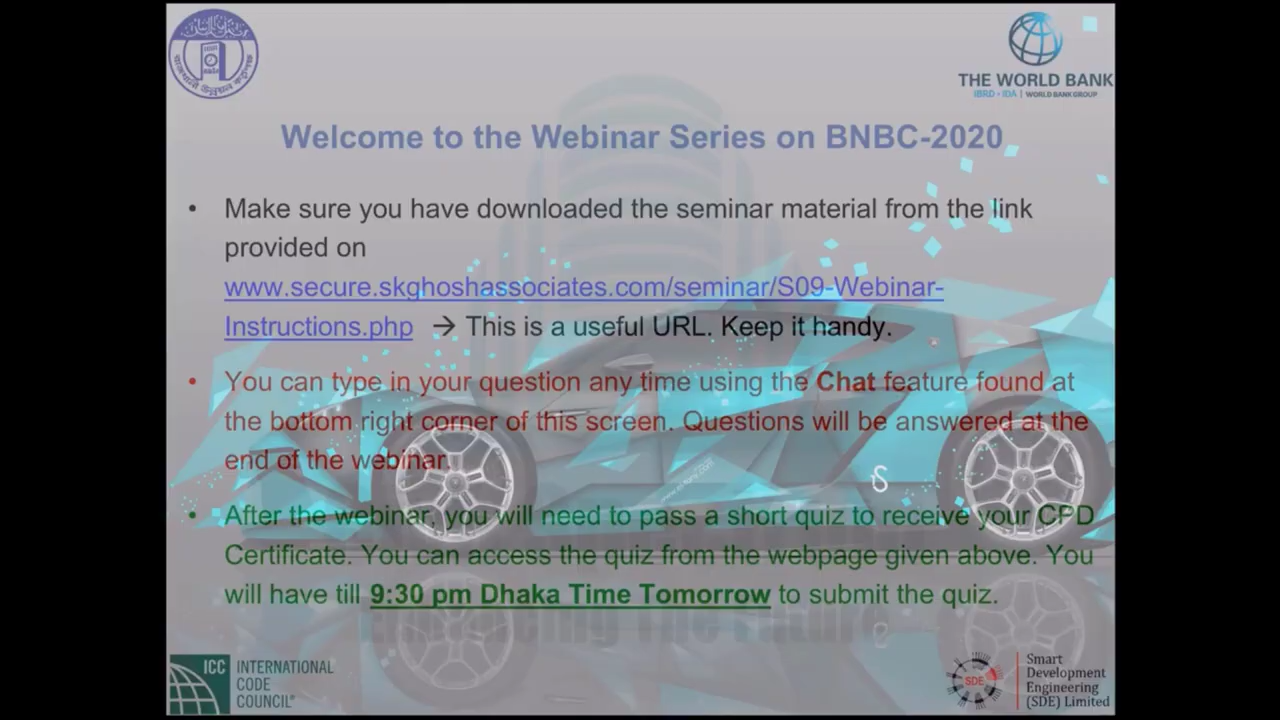 THE WORLD BANK
IBRD • IDA | WORLD BANK GROUP
Welcome to the Webinar Series on BNBC-2020
• Make sure you have downloaded the seminar material from the link
provided on
www.secure.skghoshassociates.com/seminar/S09-Webinar-
Instructions.php → This is a useful URL. Keep it handy.
• You can type in your question any time using the Chat feature found at
the bottom right corner of this screen. Questions will be answered at the
end of the webinar.
• After the webinar, you will need to pass a short quiz to receive your CPD
Certificate. You can access the quiz from the webpage given above. You
will have till 9:30 pm Dhaka Time Tomorrow to submit the quiz.
ICC INTERNATIONAL
CODE
COUNCIL®
SDE
Smart
Development
Engineering
(SDE) Limited